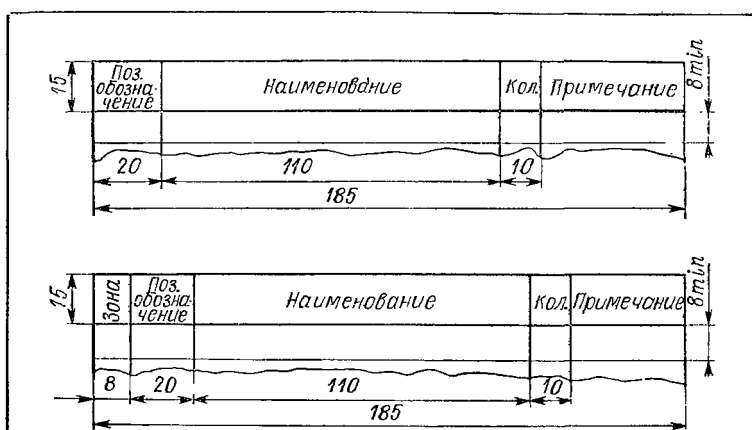 15
Поз.
обозна-
чение
Наименование
Кол.
Примечание
8 min
20
110
10
185
15
Зона
Поз.
обозна-
чение
Наименование
Кол.
Примечание
8 min
8
20
110
10
185